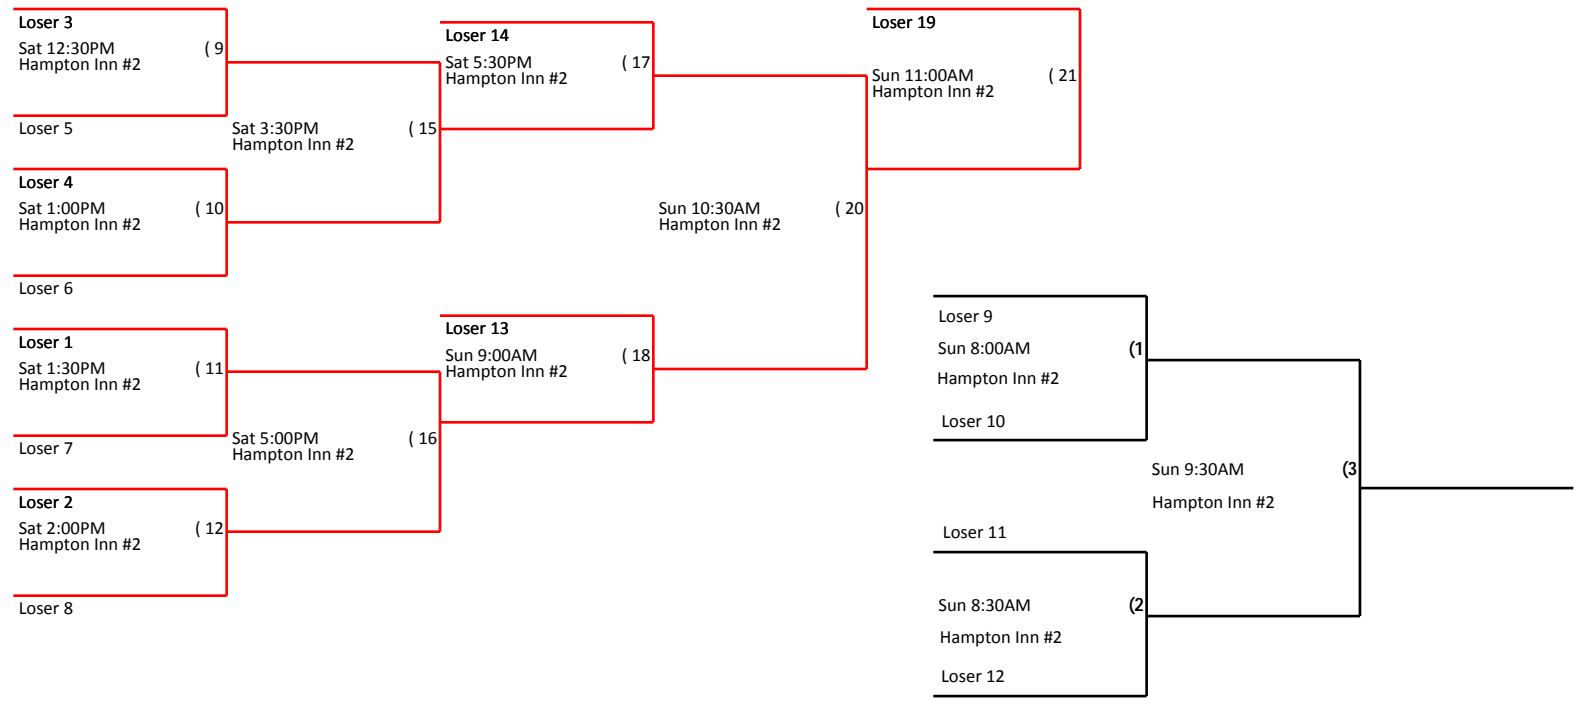 Loser 3
Sat 12:30PM ( 9
Hampton Inn #2
Loser 5
Sat 3:30PM ( 15
Hampton Inn #2
Loser 4
Sat 1:00PM ( 10
Hampton Inn #2
Loser 6
Loser 14
Sat 5:30PM ( 17
Hampton Inn #2
Loser 19
Sun 11:00AM ( 21
Hampton Inn #2
Sun 10:30AM ( 20
Hampton Inn #2
Loser 1
Sat 1:30PM ( 11
Hampton Inn #2
Loser 7
Sat 5:00PM ( 16
Hampton Inn #2
Loser 2
Sat 2:00PM ( 12
Hampton Inn #2
Loser 8
Loser 13
Sun 9:00AM ( 18
Hampton Inn #2
Loser 9
Sun 8:00AM (1
Hampton Inn #2
Loser 10
Sun 9:30AM (3
Hampton Inn #2
Loser 11
Sun 8:30AM (2
Hampton Inn #2
Loser 12